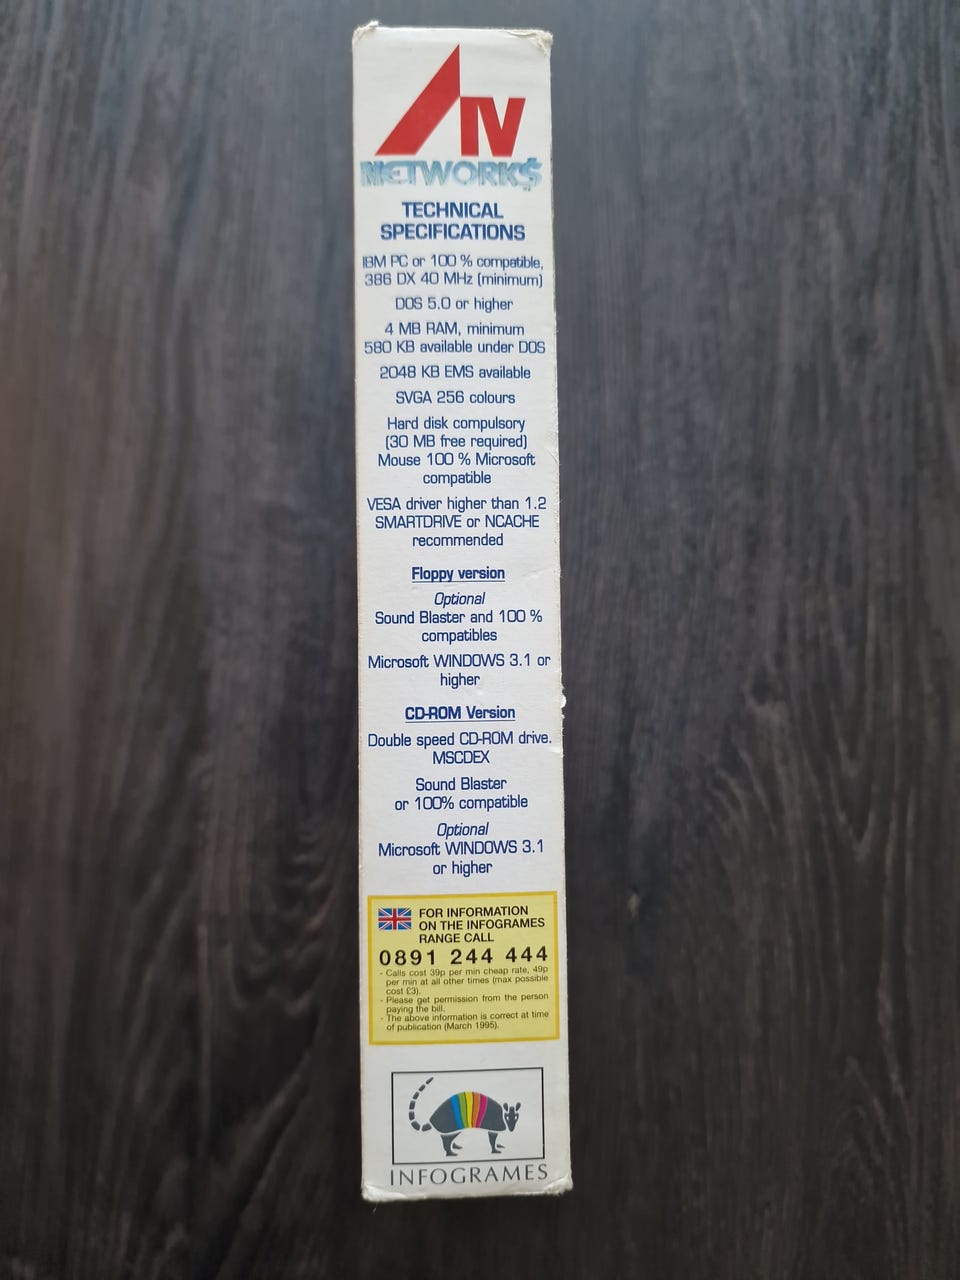 AIV
NETWORK$
TECHNICAL
SPECIFICATIONS
IBM PC or 100 % compatible,
386 DX 40 MHz (minimum)
DOS 5.0 or higher
4 MB RAM, minimum
580 KB available under DOS
2048 KB EMS available
SVGA 256 colours
Hard disk compulsory
(30 MB free required)
Mouse 100 % Microsoft
compatible
VESA driver higher than 1.2
SMARTDRIVE or NCACHE
recommended
Floppy version
Optional
Sound Blaster and 100 %
compatibles
Microsoft WINDOWS 3.1 or
higher
CD-ROM Version
Double speed CD-ROM drive.
MSCDEX
Sound Blaster
or 100% compatible
Optional
Microsoft WINDOWS 3.1
or higher
FOR INFORMATION
ON THE INFOGRAMES
RANGE CALL
0891 244 444
- Calls cost 39p per min cheap rate, 49p
per min at all other times (max possible
cost £3).
- Please get permission from the person
paying the bill.
- The above information is correct at time
of publication (March 1995).
INFOGRAMES